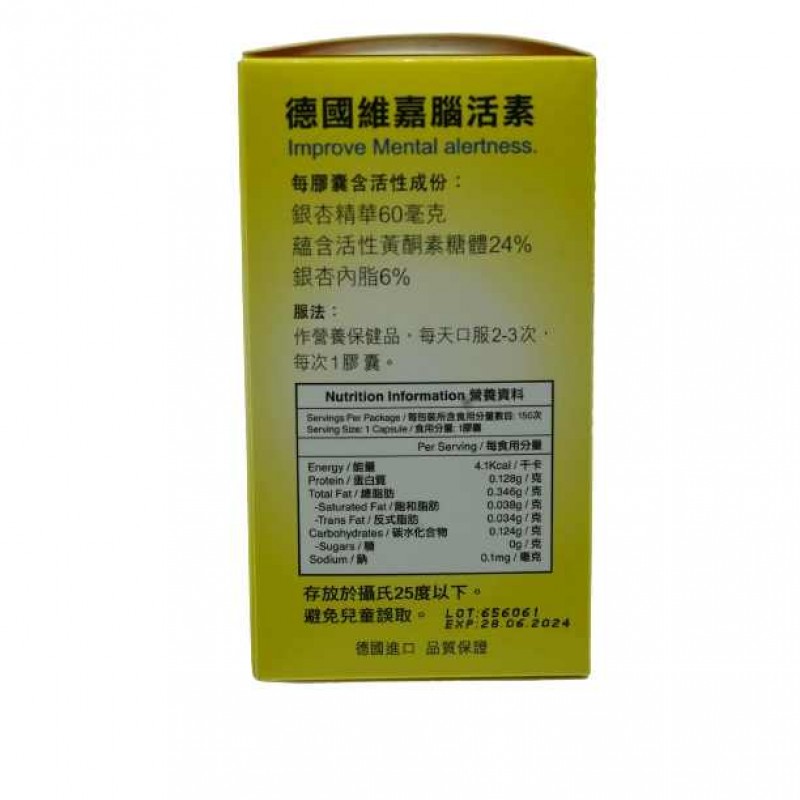 德國維嘉腦活素
Improve Mental alertness.
每膠囊含活性成份：
銀杏精華60毫克
蘊含活性黃酮素糖體24%
銀杏內脂6%
服法：
作營養保健品，每天口服2-3次，
每次1膠囊。
Nutrition Information 營養資料
Servings Per Package / 每包裝所含食用分量數目: 150次
Serving Size: 1 Capsule / 食用分量: 1膠囊
Per Serving / 每食用分量
Energy / 能量 4.1Kcal / 千卡
Protein / 蛋白質 0.128g / 克
Total Fat / 總脂肪 0.346g / 克
-Saturated Fat / 飽和脂肪 0.038g / 克
-Trans Fat / 反式脂肪 0.034g / 克
Carbohydrates / 碳水化合物 0.124g / 克
-Sugars / 糖 0g / 克
Sodium / 鈉 0.1mg / 毫克
存放於攝氏25度以下。
避免兒童誤取。 LOT:656061
EXP:28.06.2024
德國進口 品質保證